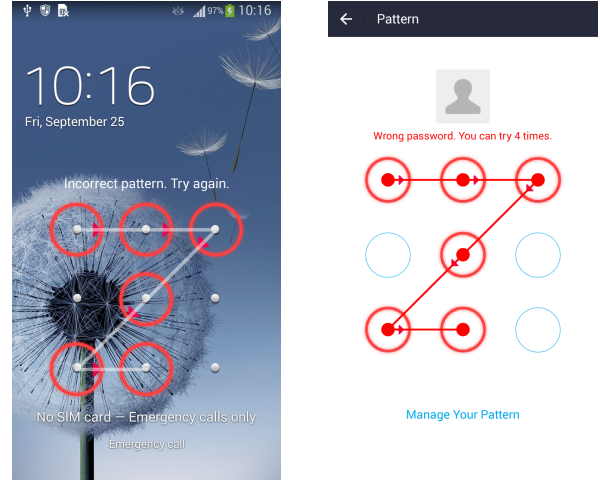 97% 10:16
10:16
Fri, September 25
Incorrect pattern. Try again.
No SIM card — Emergency calls only
Emergency call
Pattern
Wrong password. You can try 4 times.
Manage Your Pattern